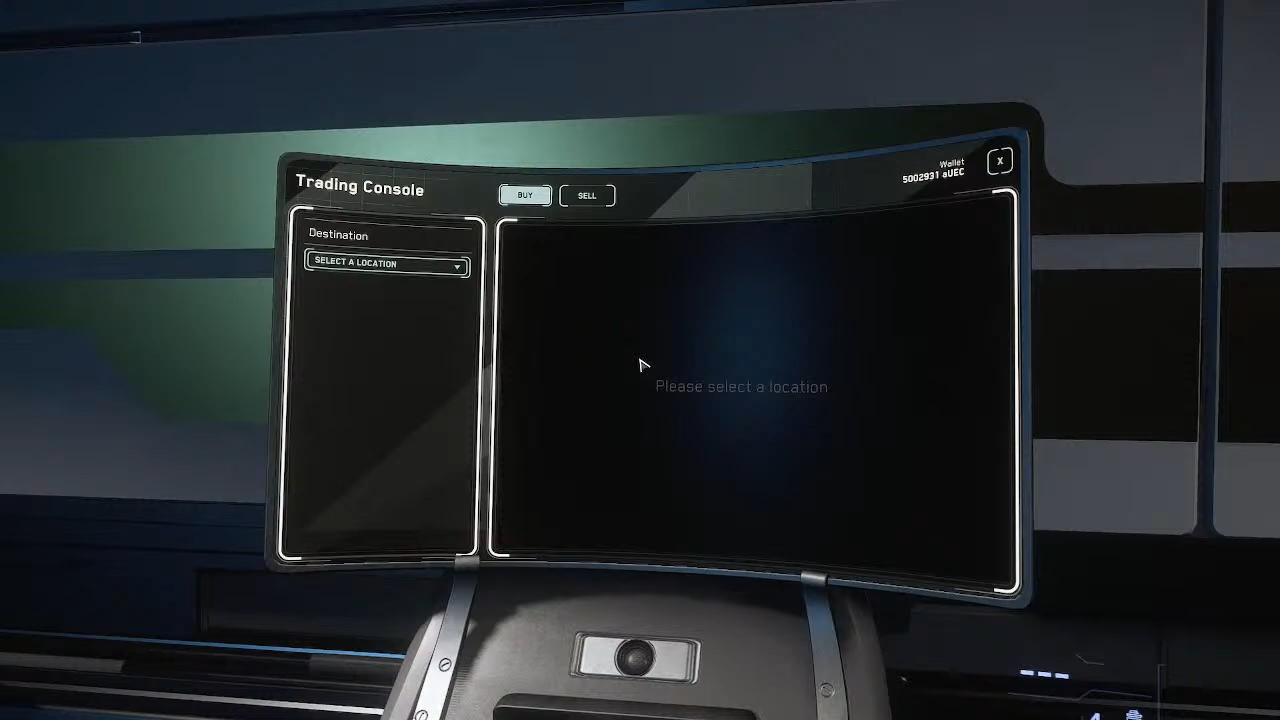 Trading Console
BUY
SELL
Wallet
5002931 aUEC
X
Destination
SELECT A LOCATION
Please select a location